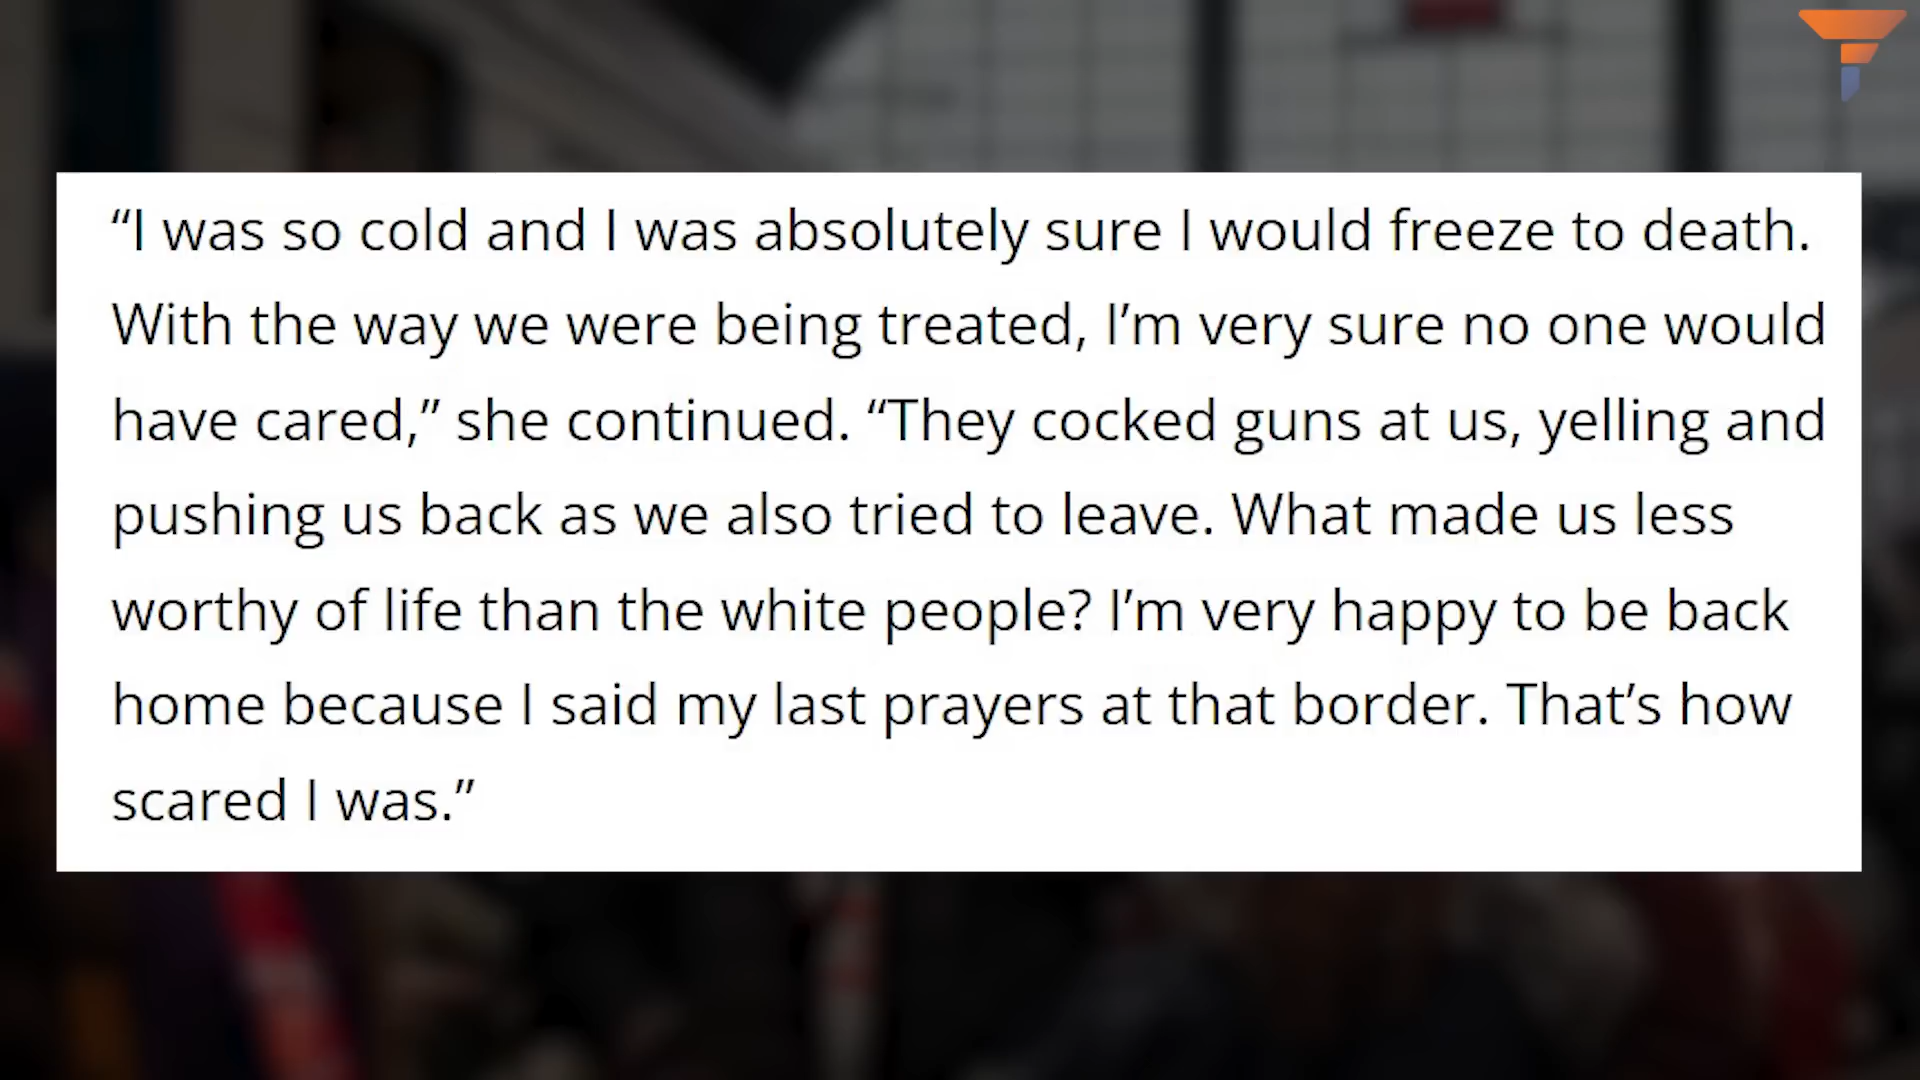 “I was so cold and I was absolutely sure I would freeze to death.
With the way we were being treated, I’m very sure no one would
have cared,” she continued. “They cocked guns at us, yelling and
pushing us back as we also tried to leave. What made us less
worthy of life than the white people? I’m very happy to be back
home because I said my last prayers at that border. That’s how
scared I was.”